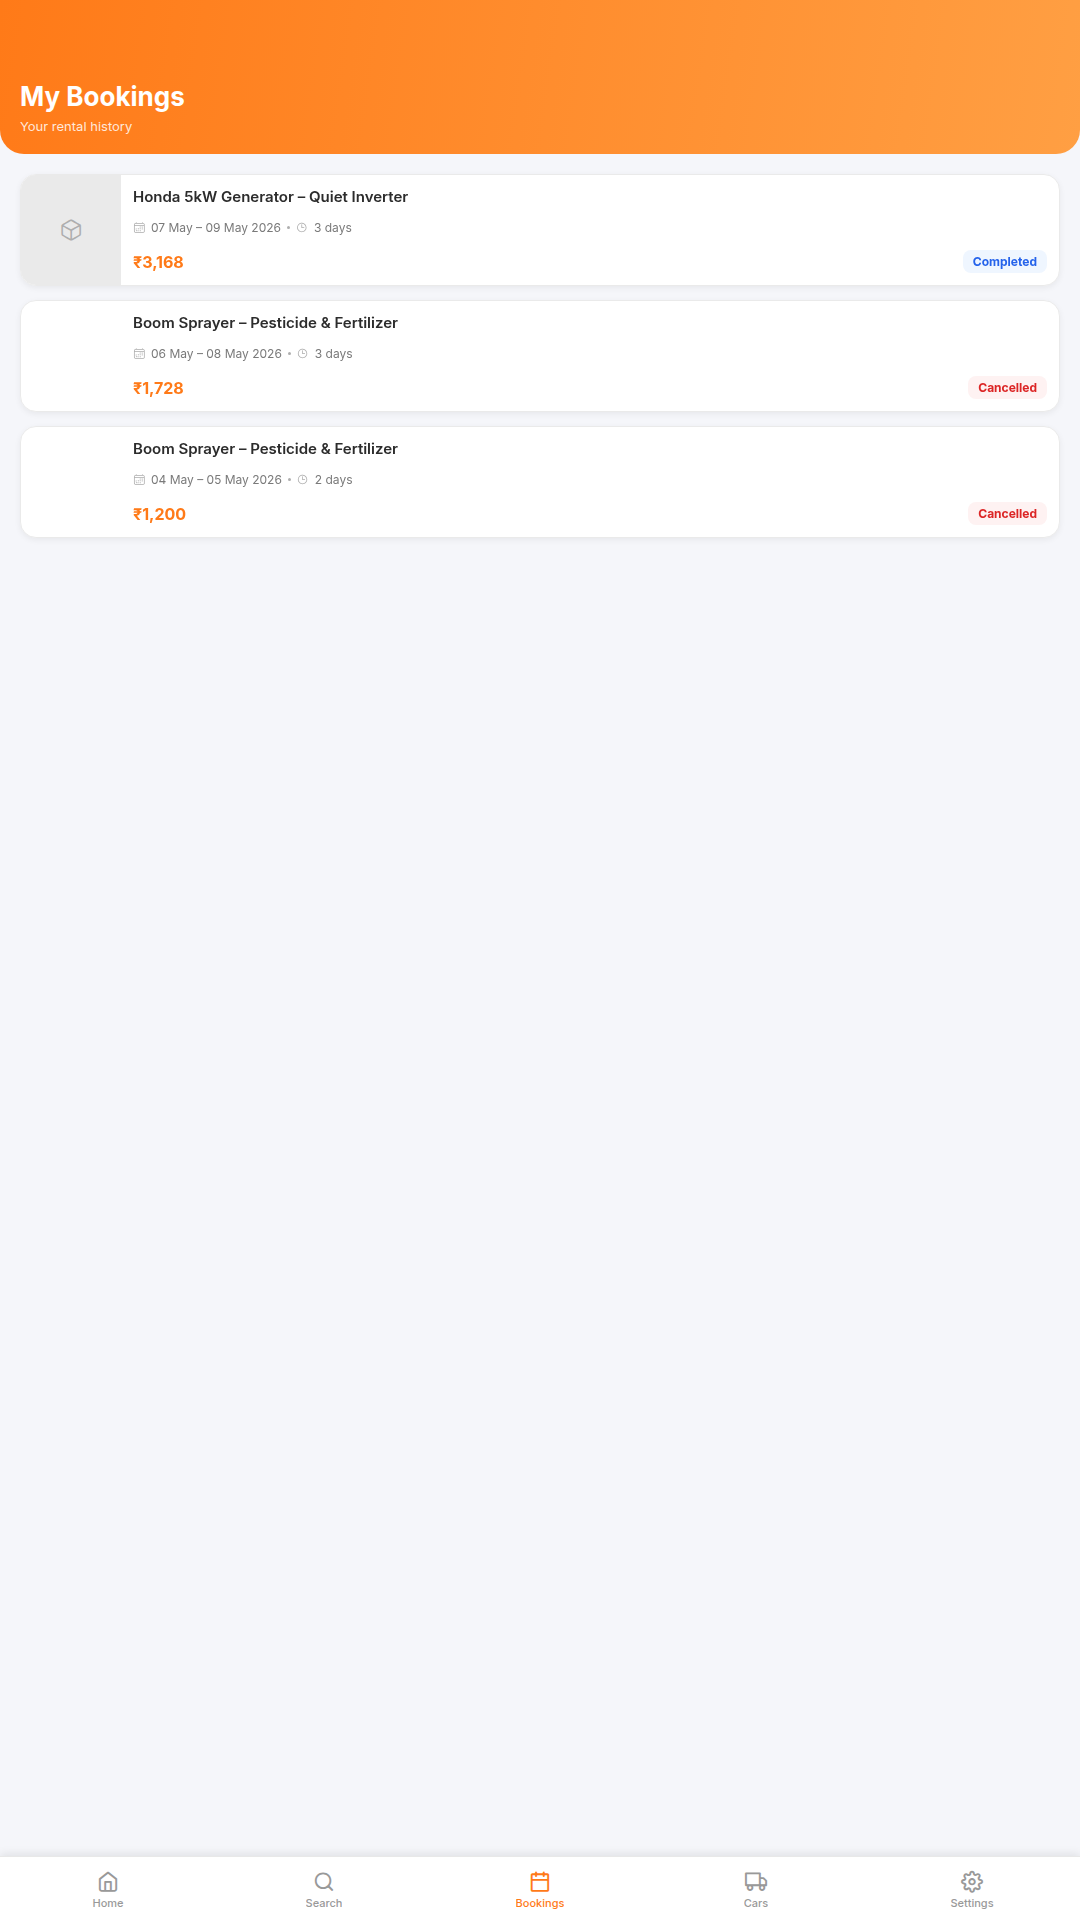 My Bookings
Your rental history
Honda 5kW Generator – Quiet Inverter
07 May – 09 May 2026 • 3 days
₹3,168
Completed
Boom Sprayer – Pesticide & Fertilizer
06 May – 08 May 2026 • 3 days
₹1,728
Cancelled
Boom Sprayer – Pesticide & Fertilizer
04 May – 05 May 2026 • 2 days
₹1,200
Cancelled
Home
Search
Bookings
Cars
Settings